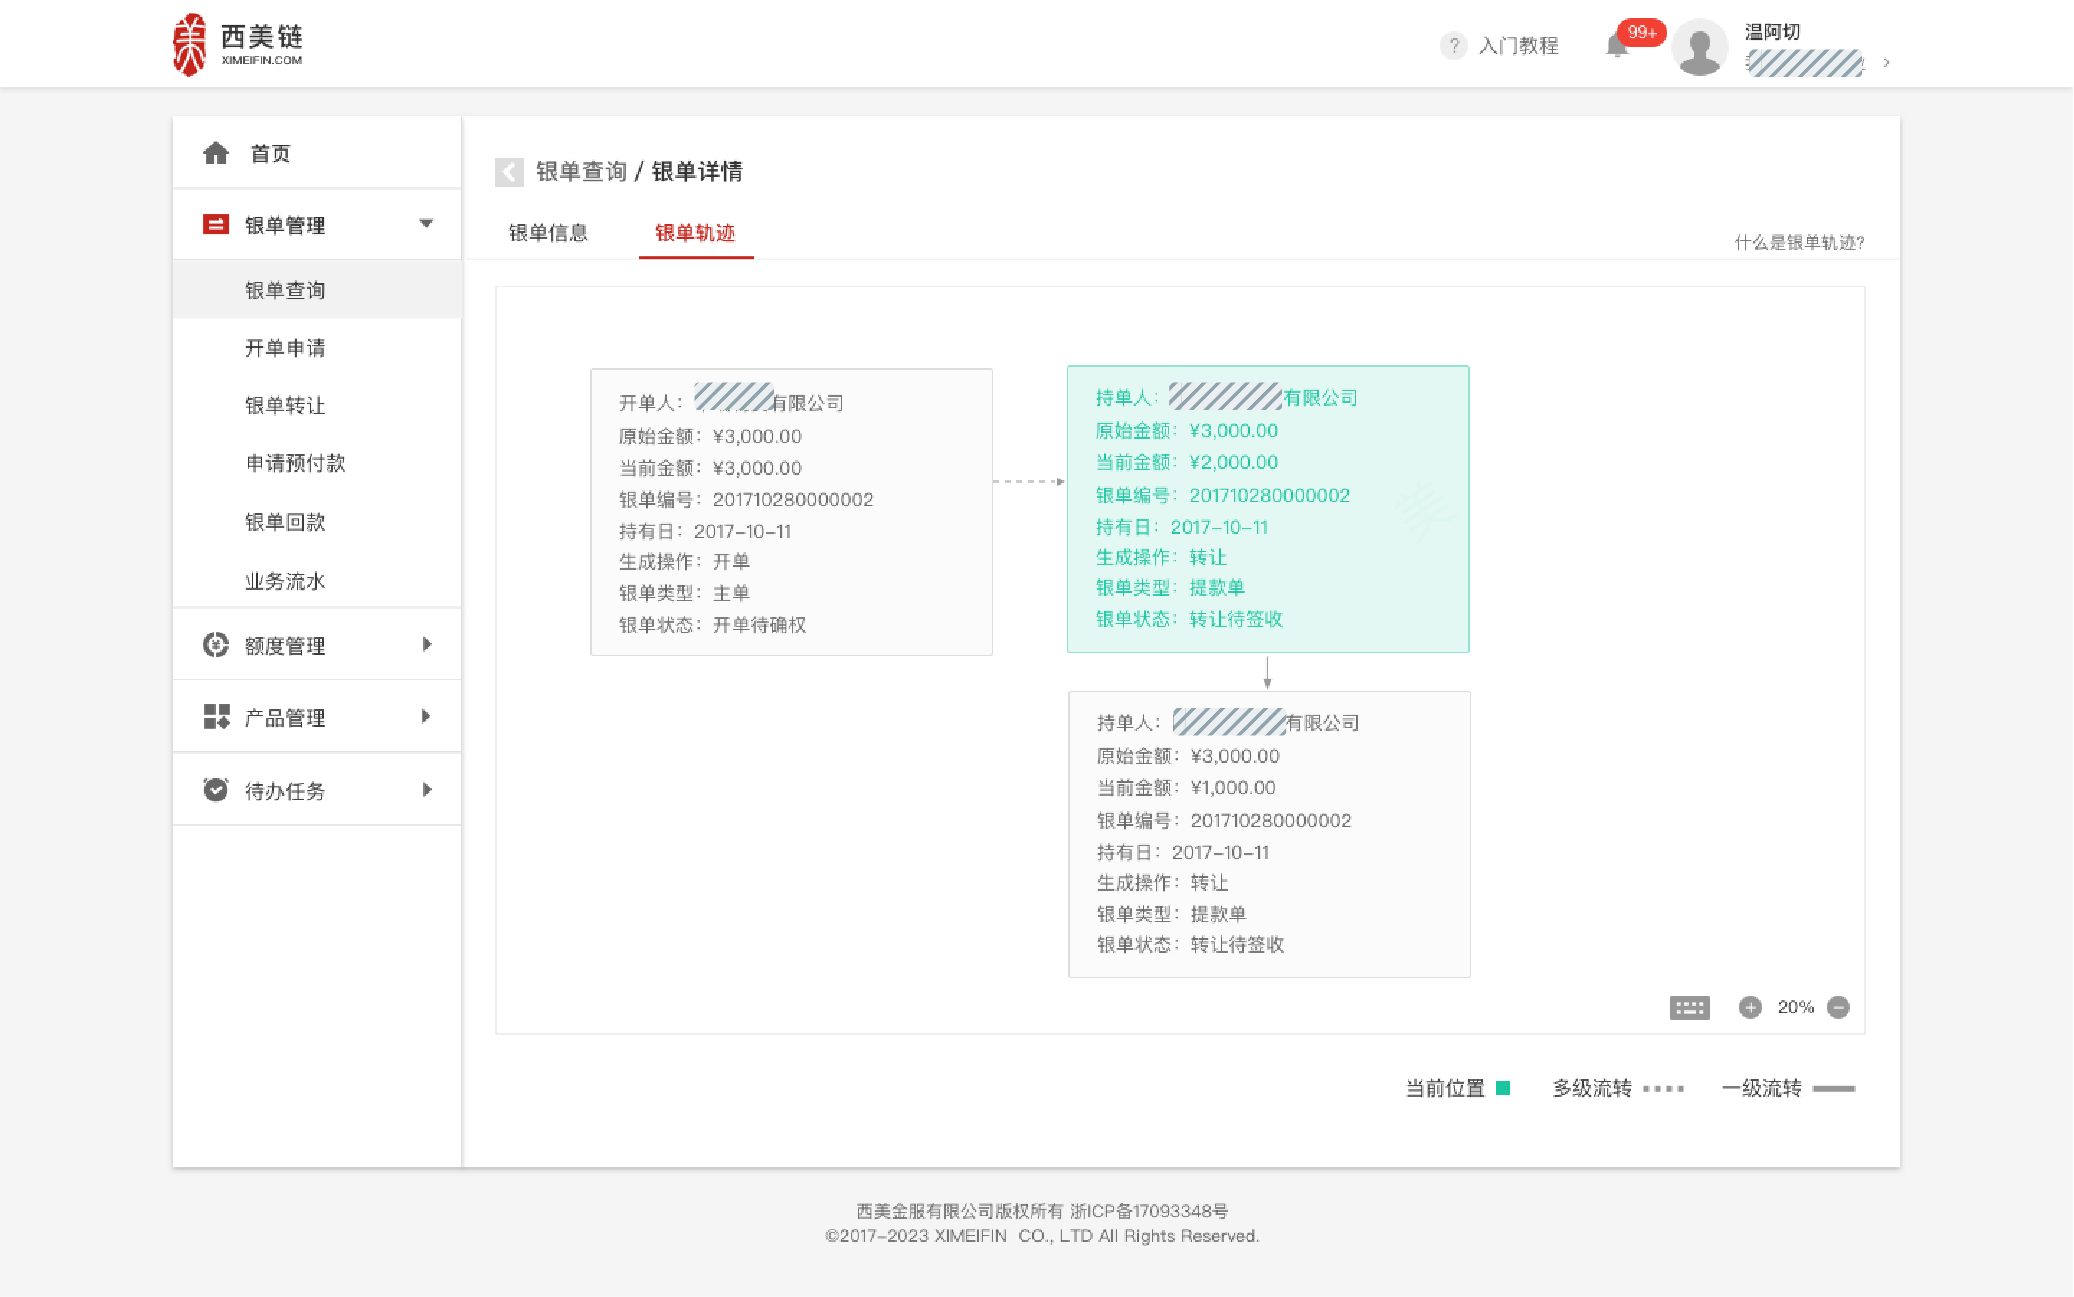 西美链
XIMEIFIN.COM
? 入门教程
99+
温阿切
首页
银单管理
银单查询
开单申请
银单转让
申请预付款
银单回款
业务流水
额度管理
产品管理
待办任务
银单查询 / 银单详情
银单信息
银单轨迹
什么是银单轨迹?
开单人：有限公司
原始金额：¥3,000.00
当前金额：¥3,000.00
银单编号：201710280000002
持有日：2017-10-11
生成操作：开单
银单类型：主单
银单状态：开单待确权
持单人：有限公司
原始金额：¥3,000.00
当前金额：¥2,000.00
银单编号：201710280000002
持有日：2017-10-11
生成操作：转让
银单类型：提款单
银单状态：转让待签收
持单人：有限公司
原始金额：¥3,000.00
当前金额：¥1,000.00
银单编号：201710280000002
持有日：2017-10-11
生成操作：转让
银单类型：提款单
银单状态：转让待签收
20%
当前位置
多级流转
一级流转
西美金服有限公司版权所有 浙ICP备17093348号
©2017-2023 XIMEIFIN CO., LTD All Rights Reserved.